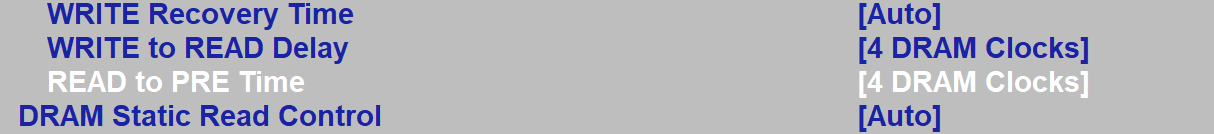 WRITE Recovery Time [Auto]
WRITE to READ Delay [4 DRAM Clocks]
READ to PRE Time [4 DRAM Clocks]
DRAM Static Read Control [Auto]